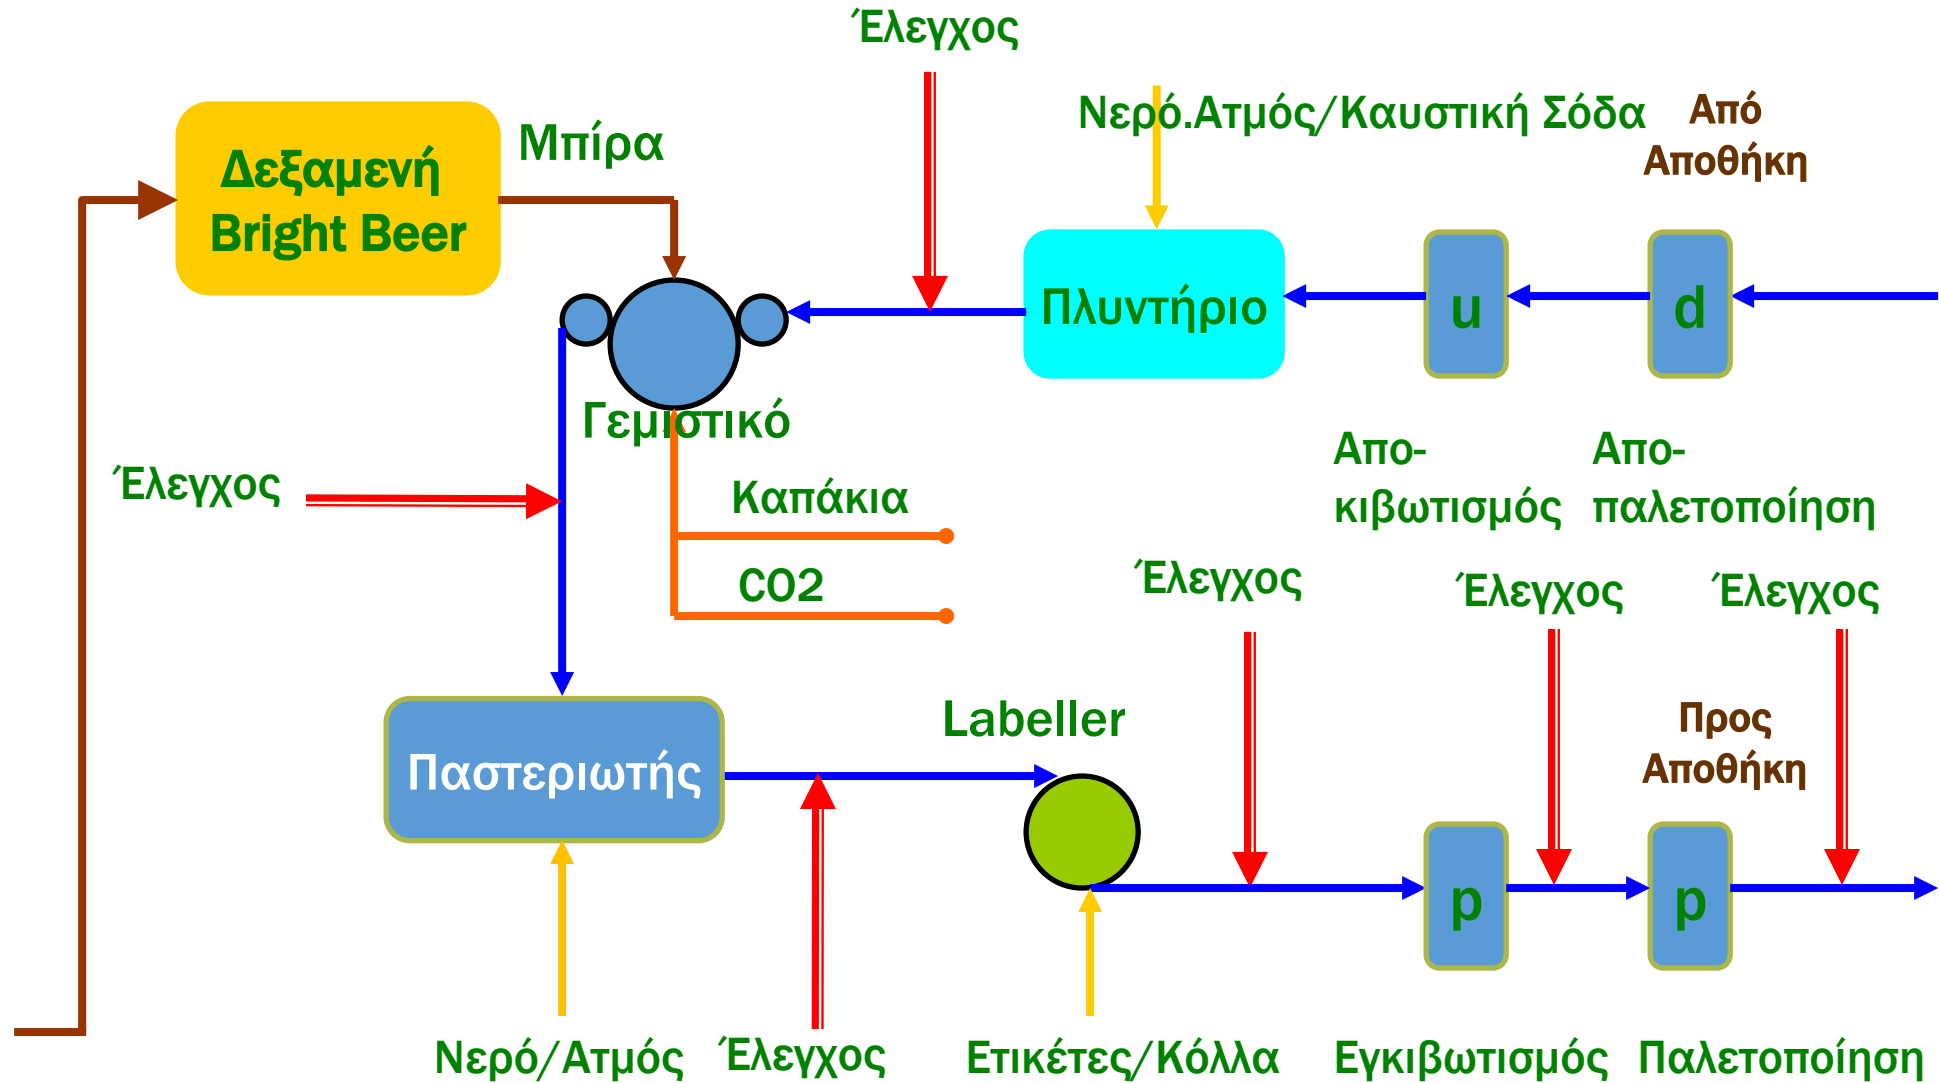 Έλεγχος
Νερό.Ατμός/Καυστική Σόδα
Από
Αποθήκη
Μπίρα
Δεξαμενή
Bright Beer
Πλυντήριο
u
d
Γεμιστικό
Απο-
κιβωτισμός
Απο-
παλετοποίηση
Έλεγχος
Καπάκια
CO2
Έλεγχος
Έλεγχος
Έλεγχος
Labeller
Προς
Αποθήκη
Παστεριωτής
p
p
Νερό/Ατμός
Έλεγχος
Ετικέτες/Κόλλα
Εγκιβωτισμός
Παλετοποίηση